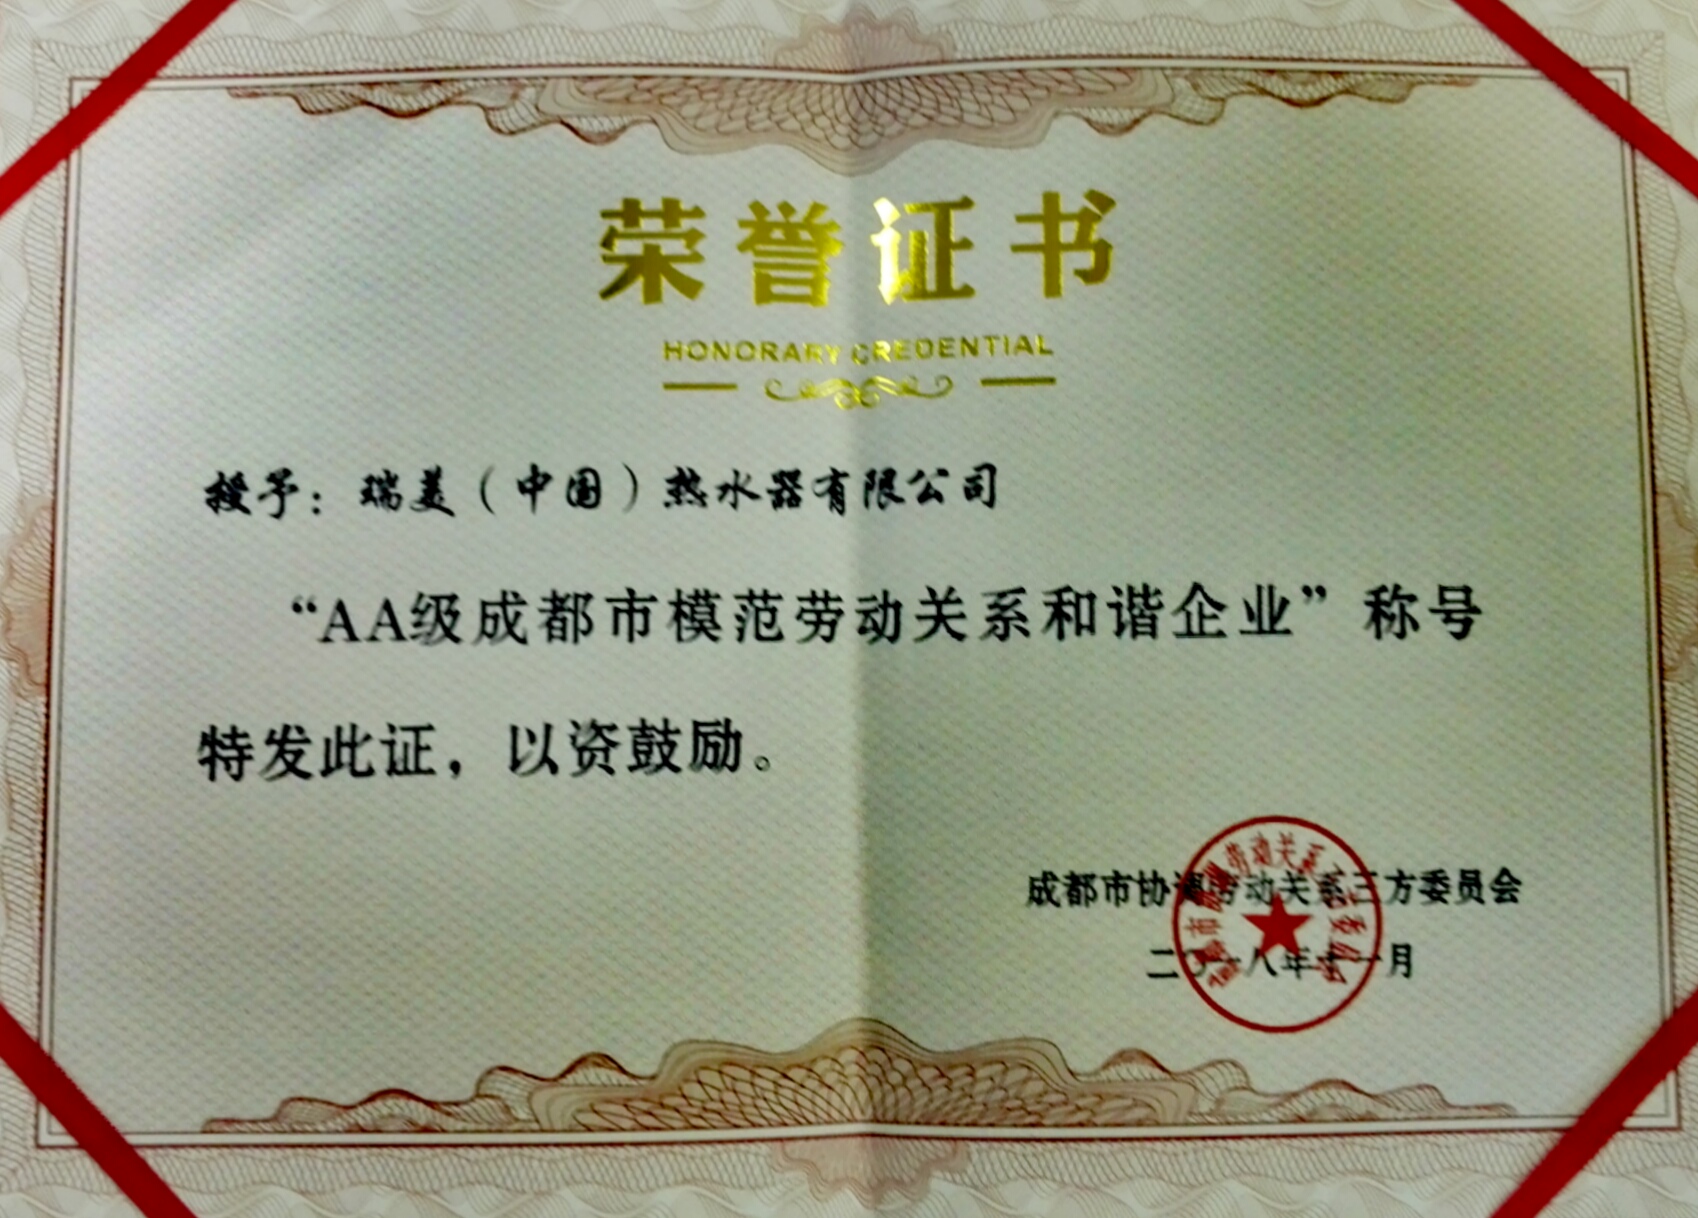 荣誉证书
HONORARY CREDENTIAL
授予：瑞美（中国）热水器有限公司
“AA级成都市模范劳动关系和谐企业”称号
特发此证，以资鼓励。
成都市协调劳动关系三方委员会
二〇一八年十一月